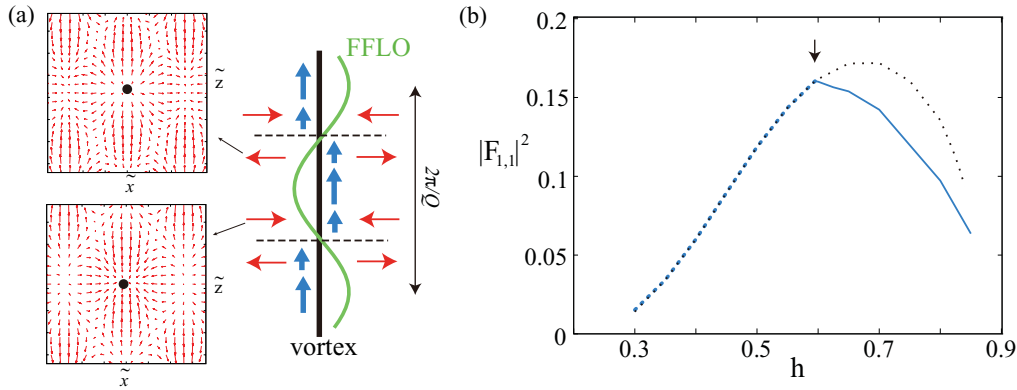 (a)
z̃
x̃
z̃
x̃
FFLO
2π/Q̃
vortex
(b)
0.2
0.15
|F₁,₁|²
0.1
0.05
0
0.3
0.5
0.7
0.9
h